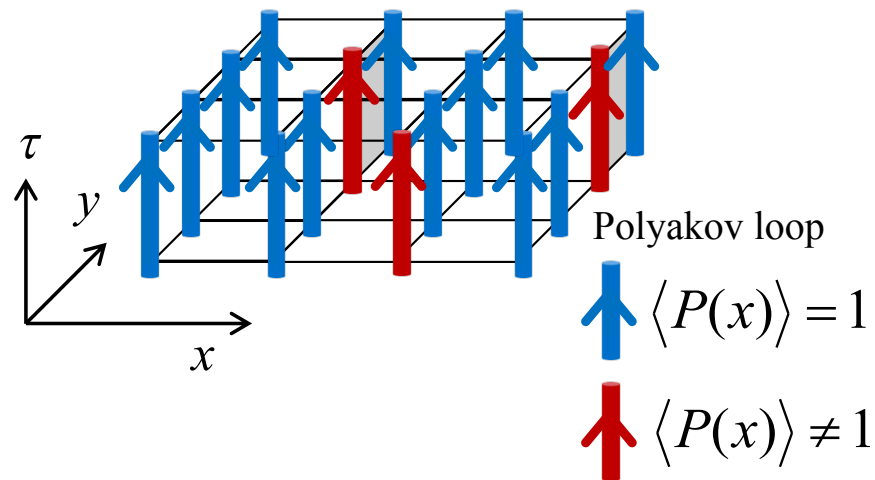 τ
y
x
Polyakov loop
⟨P(x)⟩ = 1
⟨P(x)⟩ ≠ 1